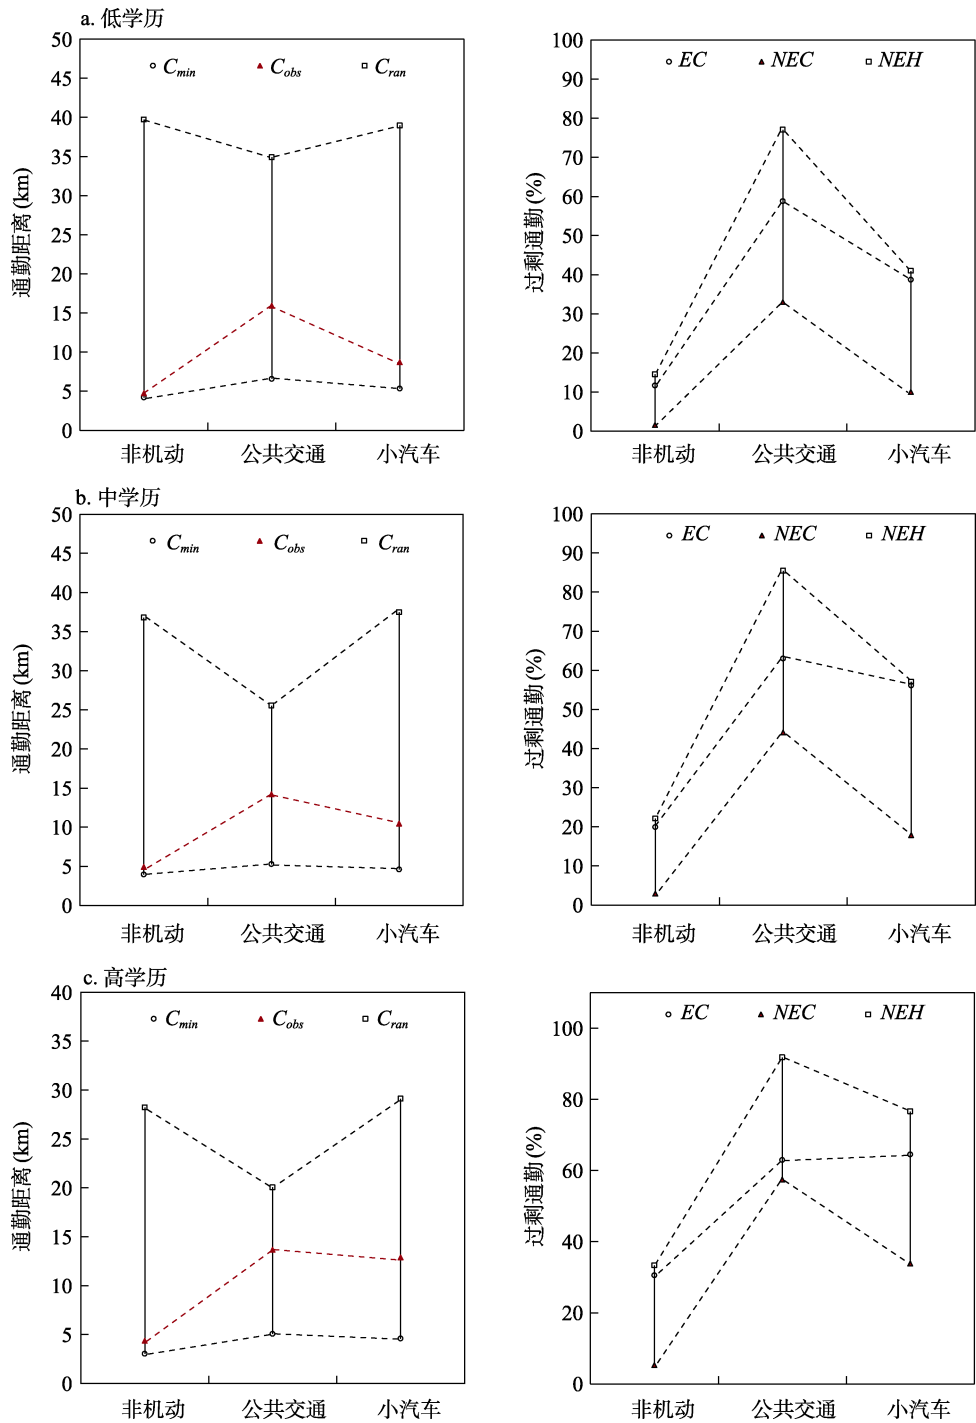 a. 低学历
50
45
40
35
30
25
20
15
10
5
0
通勤距离(km)
Cmin Cobs Cran
非机动 公共交通 小汽车
100
90
80
70
60
50
40
30
20
10
0
过剩通勤(%)
EC NEC NEH
非机动 公共交通 小汽车
b. 中学历
50
45
40
35
30
25
20
15
10
5
0
通勤距离(km)
Cmin Cobs Cran
非机动 公共交通 小汽车
100
90
80
70
60
50
40
30
20
10
0
过剩通勤(%)
EC NEC NEH
非机动 公共交通 小汽车
c. 高学历
40
35
30
25
20
15
10
5
0
通勤距离(km)
Cmin Cobs Cran
非机动 公共交通 小汽车
100
80
60
40
20
0
过剩通勤(%)
EC NEC NEH
非机动 公共交通 小汽车